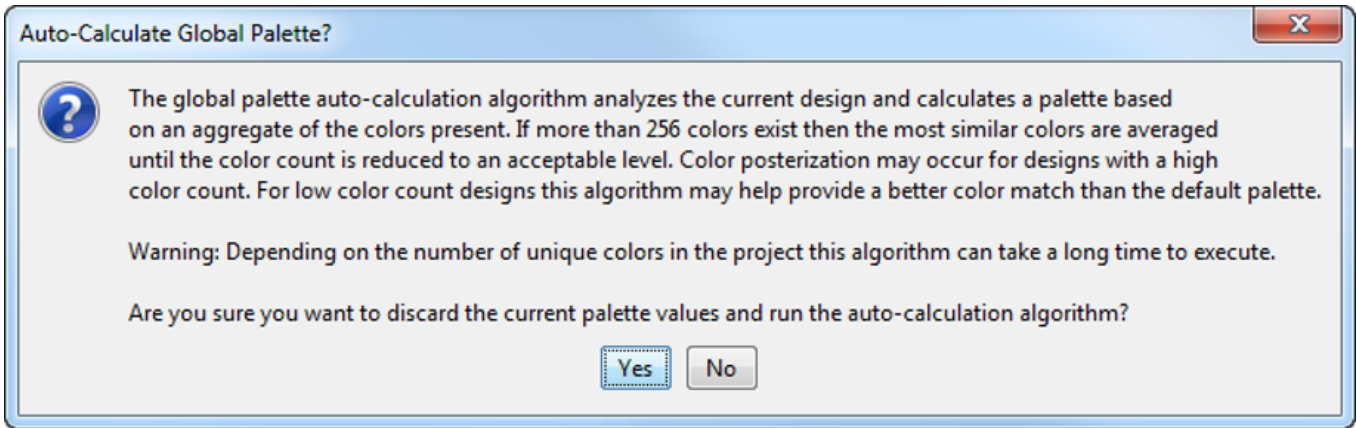 Auto-Calculate Global Palette?
The global palette auto-calculation algorithm analyzes the current design and calculates a palette based
on an aggregate of the colors present. If more than 256 colors exist then the most similar colors are averaged
until the color count is reduced to an acceptable level. Color posterization may occur for designs with a high
color count. For low color count designs this algorithm may help provide a better color match than the default palette.
Warning: Depending on the number of unique colors in the project this algorithm can take a long time to execute.
Are you sure you want to discard the current palette values and run the auto-calculation algorithm?
Yes No